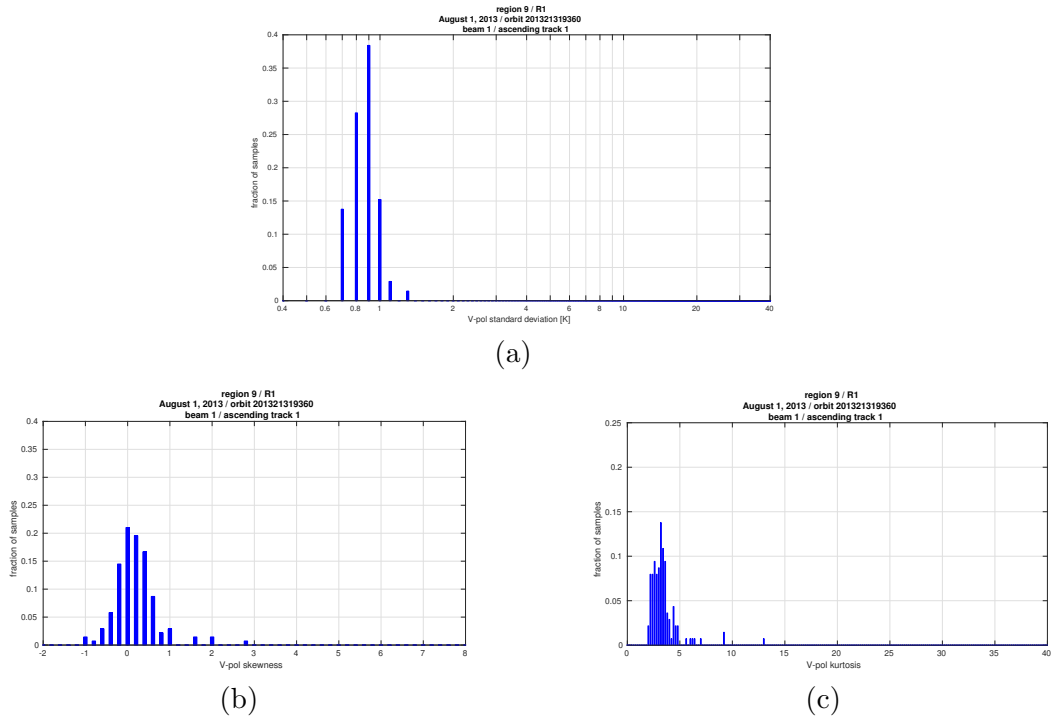 region 9 / R1
August 1, 2013 / orbit 201321319360
beam 1 / ascending track 1
0.4
0.35
0.3
0.25
0.2
0.15
0.1
0.05
0
fraction of samples
0.4 0.6 0.8 1 2 4 6 8 10 20 40
V-pol standard deviation [K]
(a)
region 9 / R1
August 1, 2013 / orbit 201321319360
beam 1 / ascending track 1
0.4
0.35
0.3
0.25
0.2
0.15
0.1
0.05
0
fraction of samples
-2 -1 0 1 2 3 4 5 6 7 8
V-pol skewness
(b)
region 9 / R1
August 1, 2013 / orbit 201321319360
beam 1 / ascending track 1
0.25
0.2
0.15
0.1
0.05
0
fraction of samples
0 5 10 15 20 25 30 35 40
V-pol kurtosis
(c)